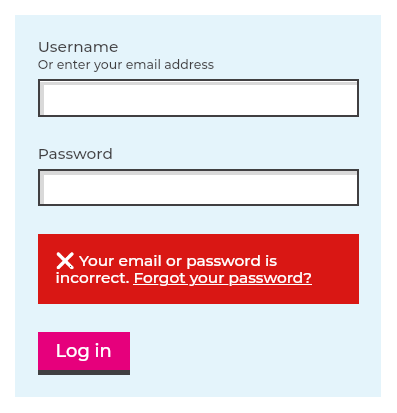 Username
Or enter your email address
Password
Your email or password is
incorrect. Forgot your password?
Log in